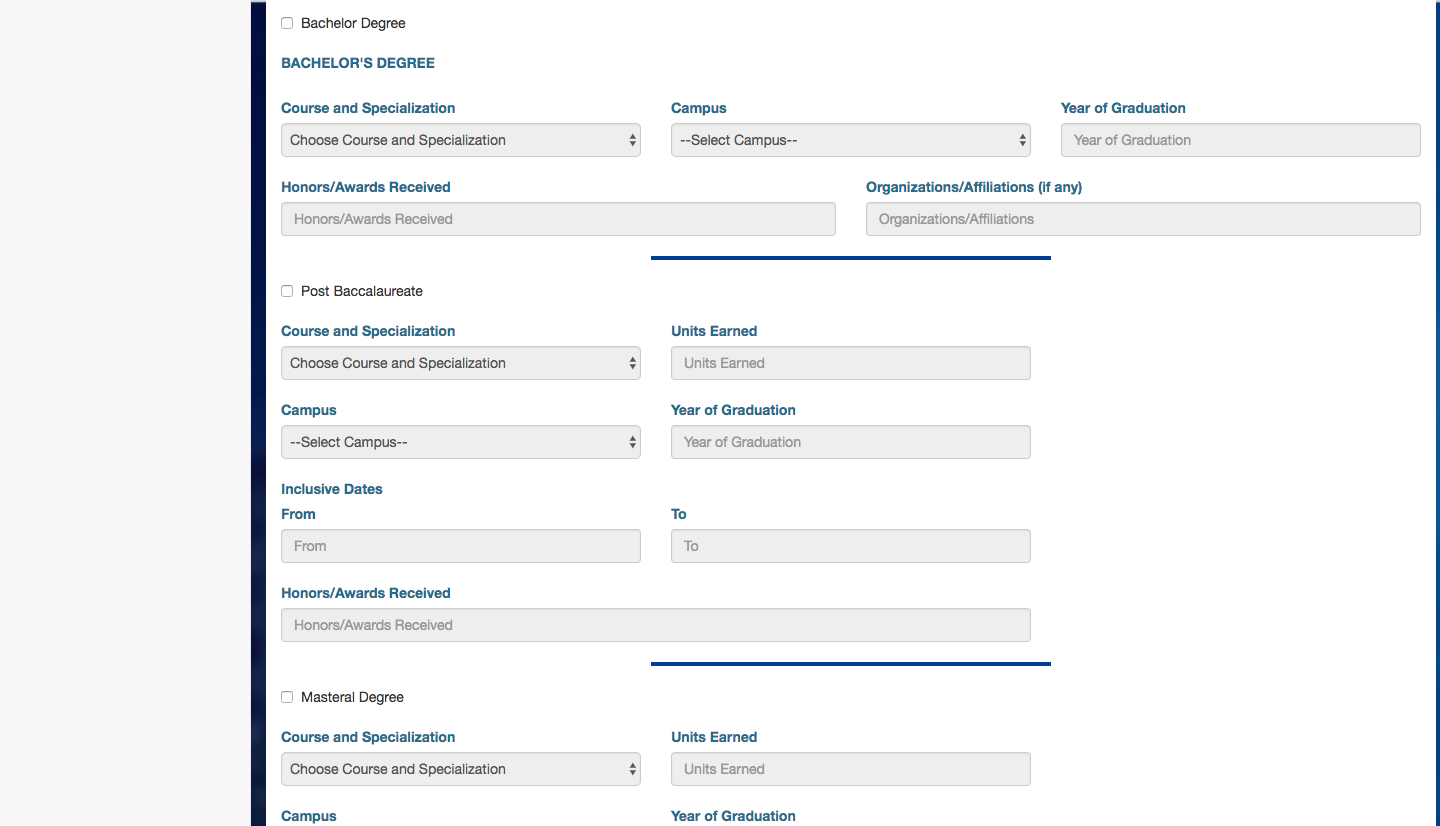 Bachelor Degree
BACHELOR'S DEGREE
Course and Specialization Campus Year of Graduation
Choose Course and Specialization --Select Campus-- Year of Graduation
Honors/Awards Received Organizations/Affiliations (if any)
Honors/Awards Received Organizations/Affiliations
Post Baccalaureate
Course and Specialization Units Earned
Choose Course and Specialization Units Earned
Campus Year of Graduation
--Select Campus-- Year of Graduation
Inclusive Dates
From To
From To
Honors/Awards Received
Honors/Awards Received
Masteral Degree
Course and Specialization Units Earned
Choose Course and Specialization Units Earned
Campus Year of Graduation